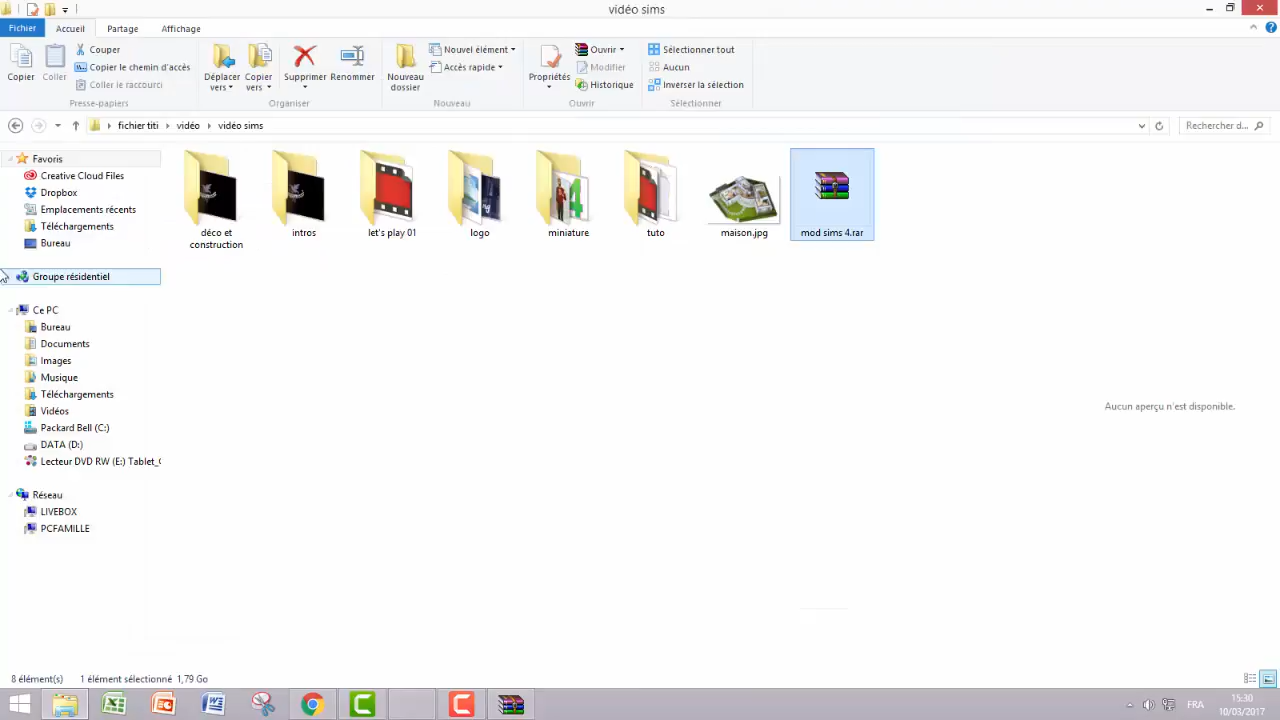 vidéo sims
Fichier Accueil Partage Affichage
Copier
Coller
Couper
Copier le chemin d'accès
Coller le raccourci
Presse-papiers
Déplacer vers
Copier vers
Supprimer
Renommer
Organiser
Nouveau dossier
Nouvel élément
Accès rapide
Nouveau
Propriétés
Ouvrir
Modifier
Historique
Ouvrir
Sélectionner tout
Aucun
Inverser la sélection
Sélectionner
fichier titi vidéo vidéo sims
Rechercher d...
Favoris
Creative Cloud Files
Dropbox
Emplacements récents
Téléchargements
Bureau
Groupe résidentiel
Ce PC
Bureau
Documents
Images
Musique
Téléchargements
Vidéos
Packard Bell (C:)
DATA (D:)
Lecteur DVD RW (E:) Tablet_
Réseau
LIVEBOX
PCFAMILLE
déco et
construction
intros
let's play 01
logo
miniature
tuto
maison.jpg
mod sims 4.rar
Aucun aperçu n'est disponible.
8 élément(s) 1 élément sélectionné 1,79 Go
FRA
15:30
10/03/2017